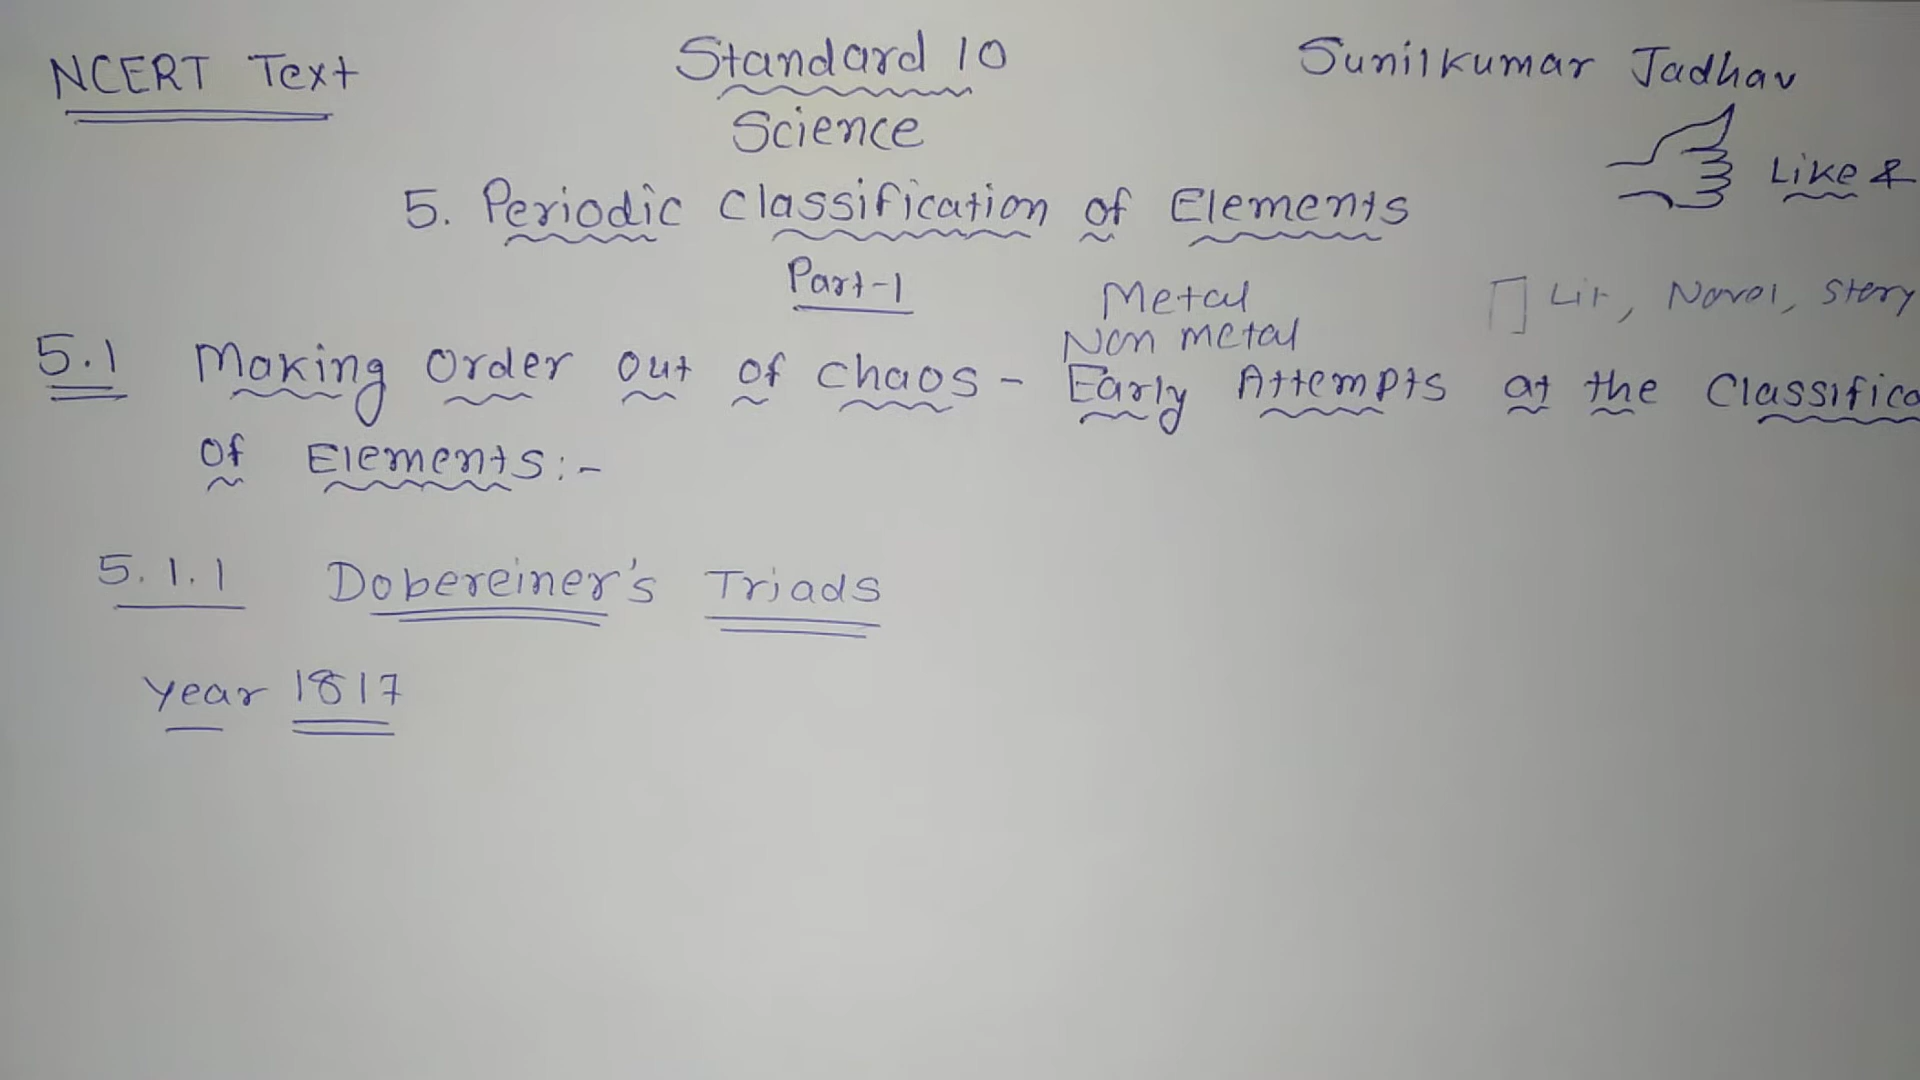 NCERT Text
Standard 10
Sunilkumar Jadhav
Science
Like &
5. Periodic Classification of Elements
Part-1
Metal
Lit, Novel, Story
Non metal
5.1 Making Order Out of Chaos - Early Attempts at the Classifica
Of Elements:-
5.1.1 Dobereiner's Triads
Year 1817